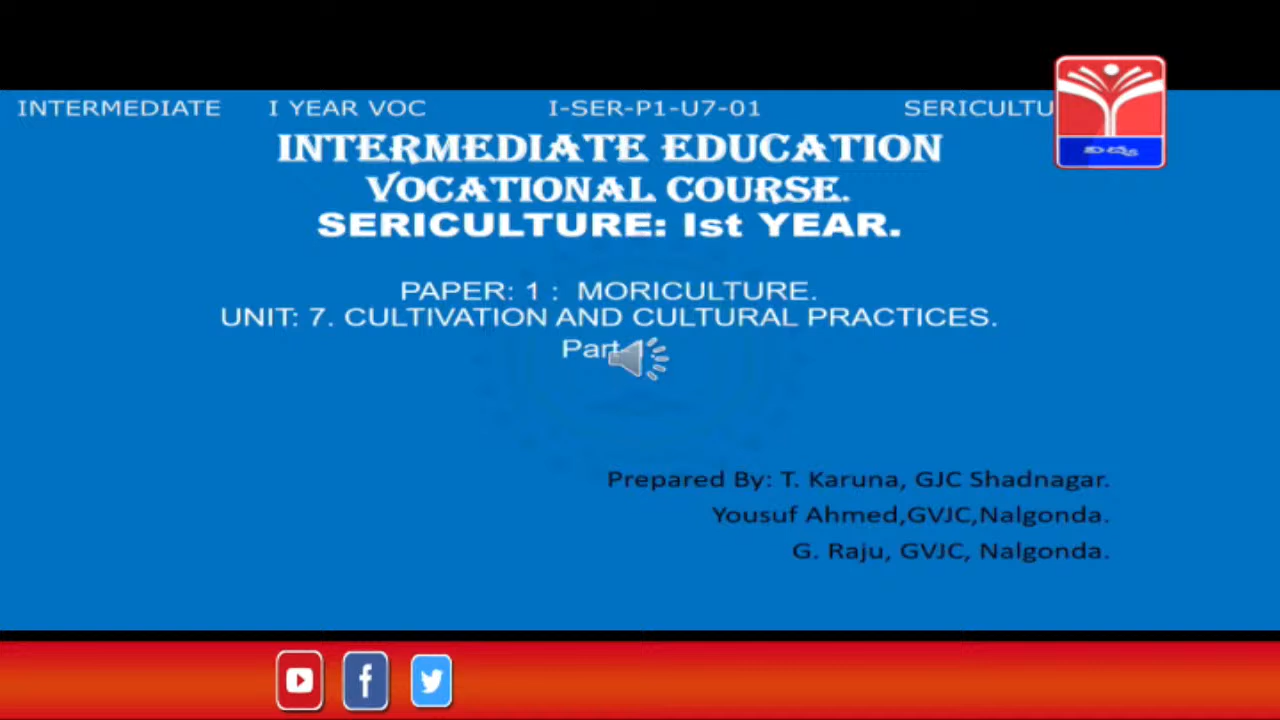 INTERMEDIATE I YEAR VOC I-SER-P1-U7-01 SERICULTU
INTERMEDIATE EDUCATION
VOCATIONAL COURSE.
SERICULTURE: Ist YEAR.
PAPER: 1 : MORICULTURE.
UNIT: 7. CULTIVATION AND CULTURAL PRACTICES.
Part
Prepared By: T. Karuna, GJC Shadnagar.
Yousuf Ahmed,GVJC,Nalgonda.
G. Raju, GVJC, Nalgonda.